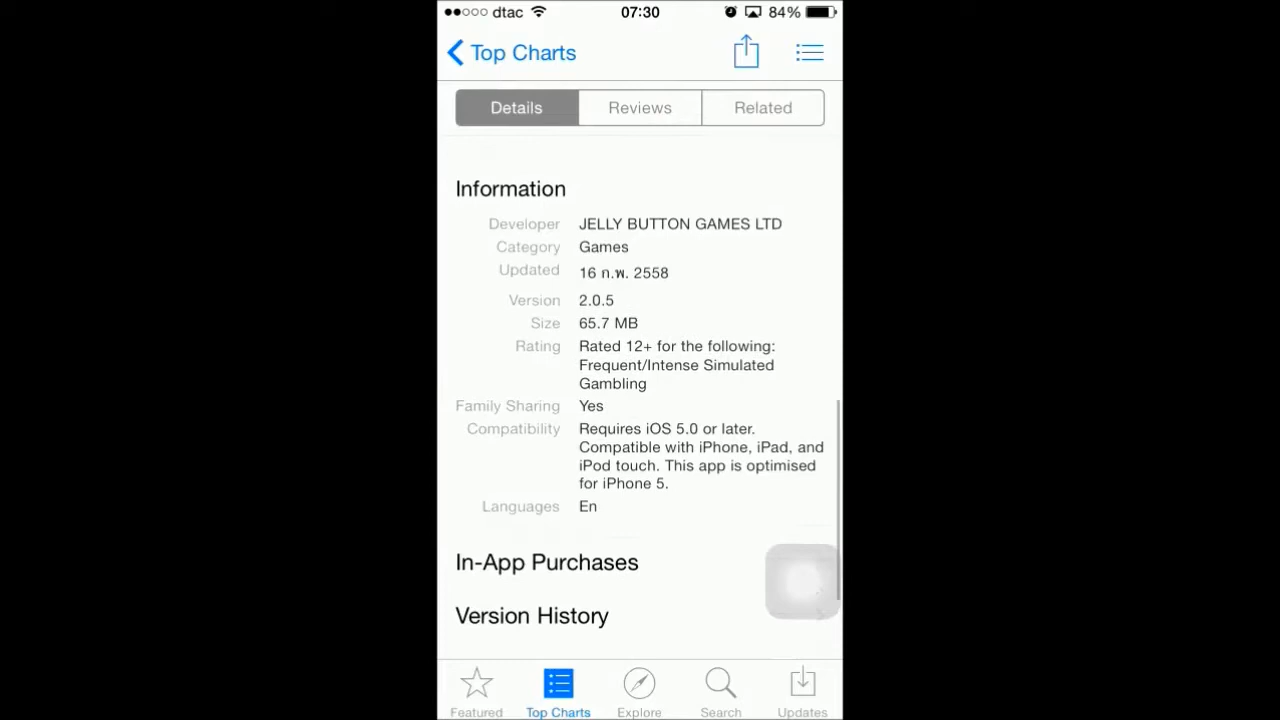 dtac 07:30 84%
Top Charts
Details Reviews Related
Information
Developer JELLY BUTTON GAMES LTD
Category Games
Updated 16 ก.พ. 2558
Version 2.0.5
Size 65.7 MB
Rating Rated 12+ for the following:
Frequent/Intense Simulated
Gambling
Family Sharing Yes
Compatibility Requires iOS 5.0 or later.
Compatible with iPhone, iPad, and
iPod touch. This app is optimised
for iPhone 5.
Languages En
In-App Purchases
Version History
Featured Top Charts Explore Search Updates